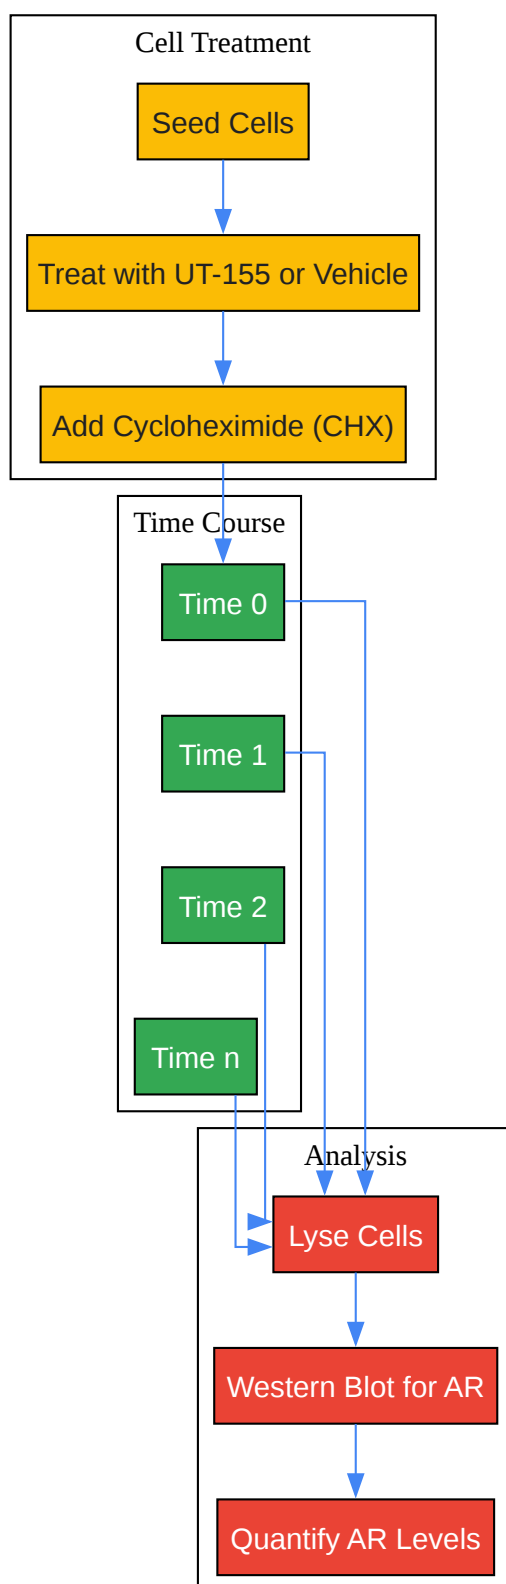 Cell Treatment
Seed Cells
Treat with UT-155 or Vehicle
Add Cycloheximide (CHX)
Time Course
Time 0
Time 1
Time 2
Time n
Analysis
Lyse Cells
Western Blot for AR
Quantify AR Levels